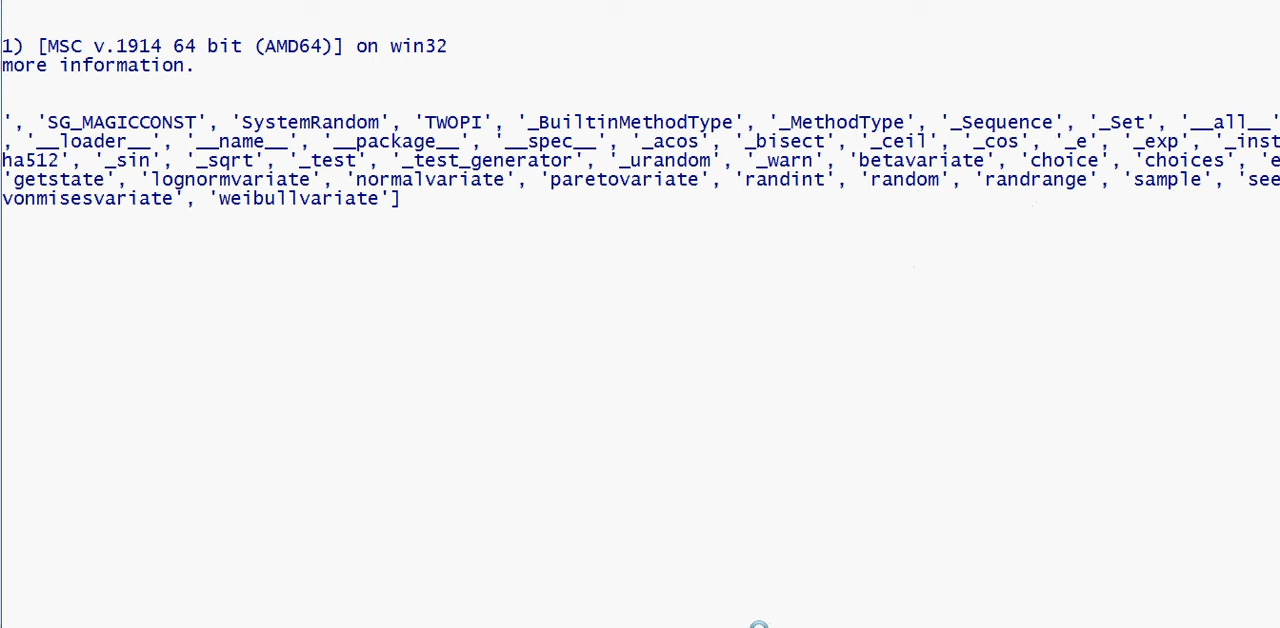 1) [MSC v.1914 64 bit (AMD64)] on win32
more information.
', 'SG_MAGICCONST', 'SystemRandom', 'TWOPI', '_BuiltinMethodType', '_MethodType', '_Sequence', '_Set', '__all__'
, '__loader__', '__name__', '__package__', '__spec__', '_acos', '_bisect', '_ceil', '_cos', '_e', '_exp', '_inst
ha512', '_sin', '_sqrt', '_test', '_test_generator', '_urandom', '_warn', 'betavariate', 'choice', 'choices', 'e
'getstate', 'lognormvariate', 'normalvariate', 'paretovariate', 'randint', 'random', 'randrange', 'sample', 'see
vonmisesvariate', 'weibullvariate']